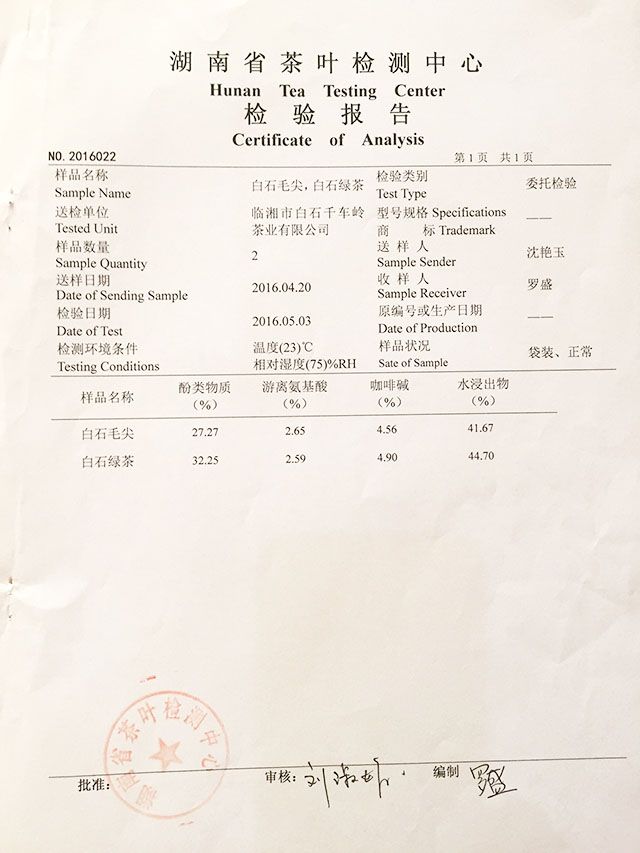 湖南省茶叶检测中心
Hunan Tea Testing Center
检验报告
Certificate of Analysis
NO. 2016022 第1页 共1页
样品名称 白石毛尖，白石绿茶 检验类别 委托检验
Sample Name Test Type
送检单位 临湘市白石千车岭 型号规格 Specifications ——
Tested Unit 茶业有限公司 商 标 Trademark
样品数量 2 送 样 人 沈艳玉
Sample Quantity Sample Sender
送样日期 2016.04.20 收 样 人 罗盛
Date of Sending Sample Sample Receiver
检验日期 2016.05.03 原编号或生产日期 ——
Date of Test Date of Production
检测环境条件 温度(23)℃ 样品状况 袋装、正常
Testing Conditions 相对湿度(75)%RH Sate of Sample
样品名称 酚类物质 游离氨基酸 咖啡碱 水浸出物
（%） （%） （%） （%）
白石毛尖 27.27 2.65 4.56 41.67
白石绿茶 32.25 2.59 4.90 44.70
湖南省茶叶检测中心
批准： 审核： 编制 罗盛